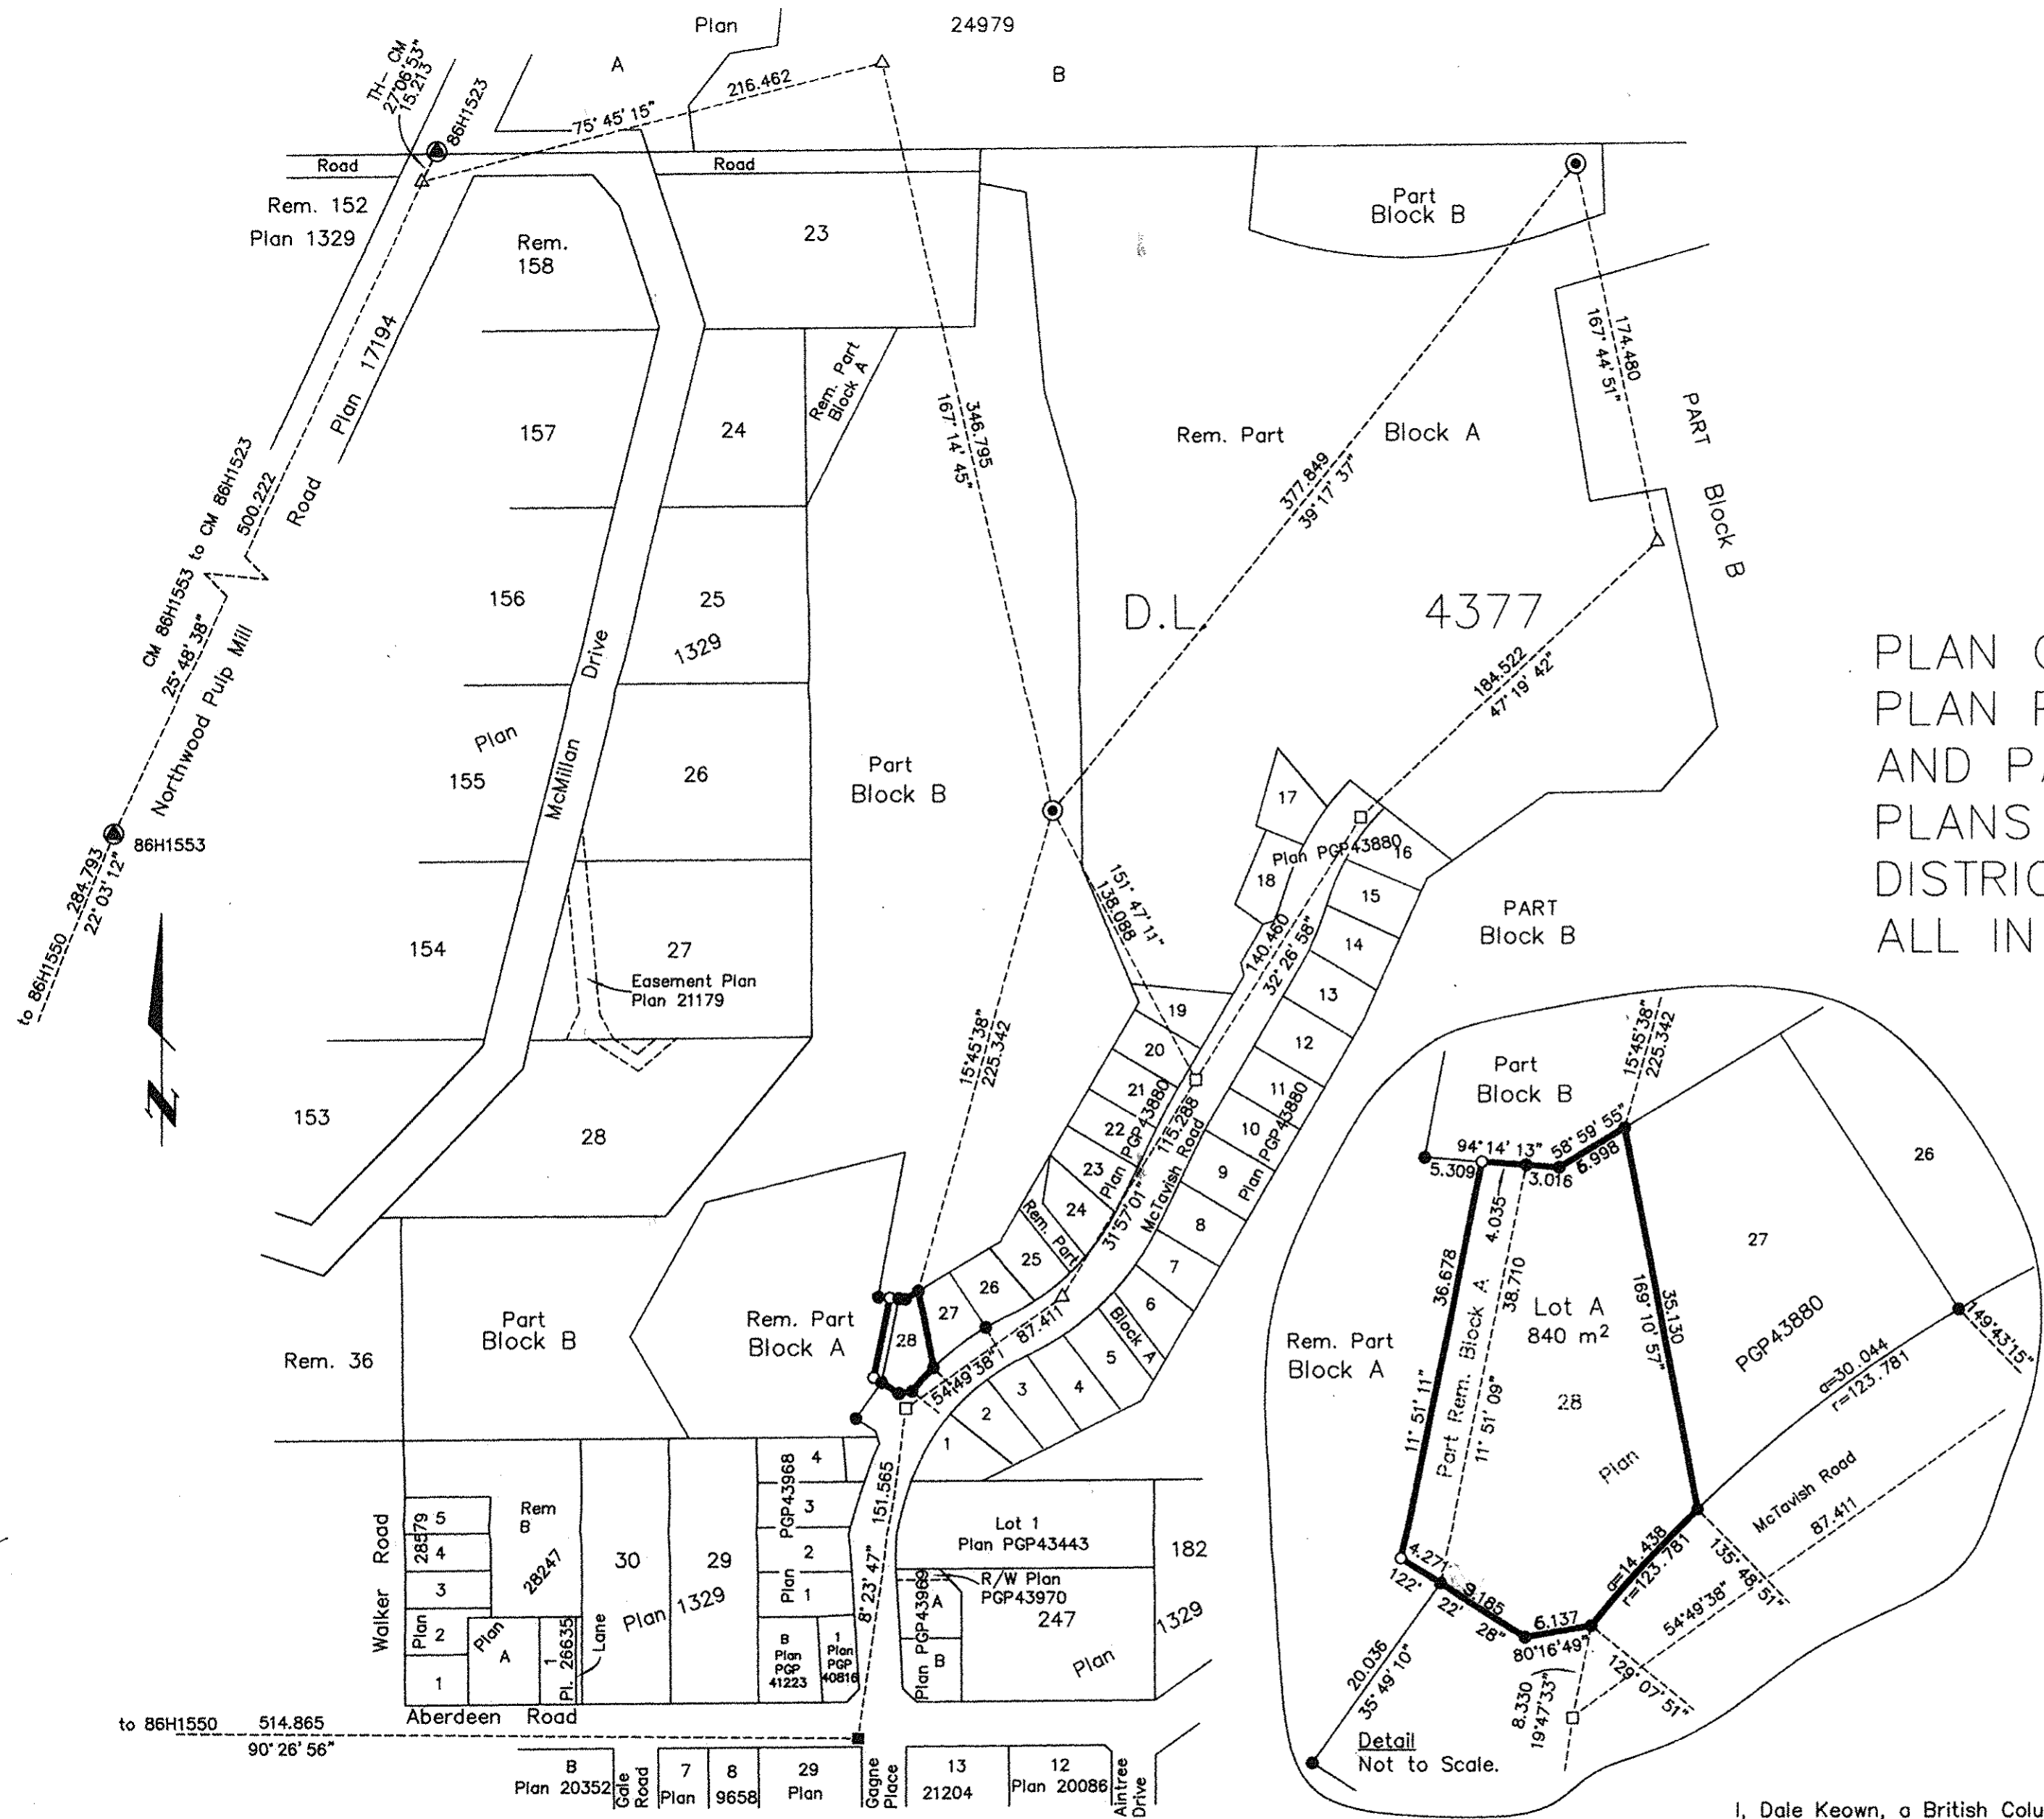 Plan 24979
A
B
TH- CM
27°06'53"
15.213
86H1523
75° 45' 15"
216.462
Road
Road
Rem. 152
Plan 1329
Rem.
158
23
Part
Block B
Plan 17194
Road
157
24
Rem. Part
Block A
346.795
167° 14' 45"
Rem. Part Block A
174.480
167° 44' 51"
PART Block B
377.849
39° 17' 37"
CM 86H1553 to CM 86H1523
500.222
25° 48' 38"
Northwood Pulp Mill
156
25
1329
McMillan Drive
D.L. 4377
184.522
47° 19' 42"
PLAN
PLAN
AND
PLANS
ALL IN
Plan
155
26
Part
Block B
86H1553
284.793
22° 03' 12"
to 86H1550
154
27
Easement Plan
Plan 21179
153
28
151° 47' 11"
138.088
17
Plan PGP43880
16
18
15
14
13
12
11
10
9
8
7
6
5
4
3
2
1
140.460
32° 26' 58"
PART
Block B
19
20
21
22
23
24
25
26
27
28
Plan PGP43880
Plan PGP43880
115.288
31° 57' 01"
McTavish Road
Rem. Part
Block A
15°45'38"
225.342
87.411
54°49'38"
N
Rem. 36
Part
Block B
Rem. Part
Block A
151.565
8° 23' 47"
Walker Road
28579
5
4
3
2
1
Plan
Rem
B
28247
Plan
A
1
Pl. 26635
Lane
30
29
Plan 1329
Plan PGP43968
4
3
2
1
B
Plan
PGP
41223
1
Plan
PGP
40816
Lot 1
Plan PGP43443
182
R/W Plan
PGP43970
Plan PGP43969
A
B
247
Plan 1329
Aberdeen Road
to 86H1550 514.865
90° 26' 56"
B
Plan 20352
Gale
Road
7
Plan
8
9658
29
Plan
Gagne
Place
13
21204
12
Plan 20086
Aintree
Drive
Part
Block B
15°45'38"
225.342
94° 14' 13"
58° 59' 55"
5.309
3.016
6.998
4.035
26
27
36.678
11° 51' 11"
Part Rem. Block A
38.710
11° 51' 09"
Lot A
840 m²
28
Plan
35.130
169° 10' 57"
PGP43880
Rem. Part
Block A
a=30.044
r=123.781
149°43'15"
McTavish Road
87.411
54°49'38"
4.271
122° 22' 28"
9.185
6.137
80°16'49"
a=14.438
r=123.781
135° 48' 51"
129° 07' 51"
8.330
19°47'33"
20.036
35° 49' 10"
Detail
Not to Scale.
I, Dale Keown, a British